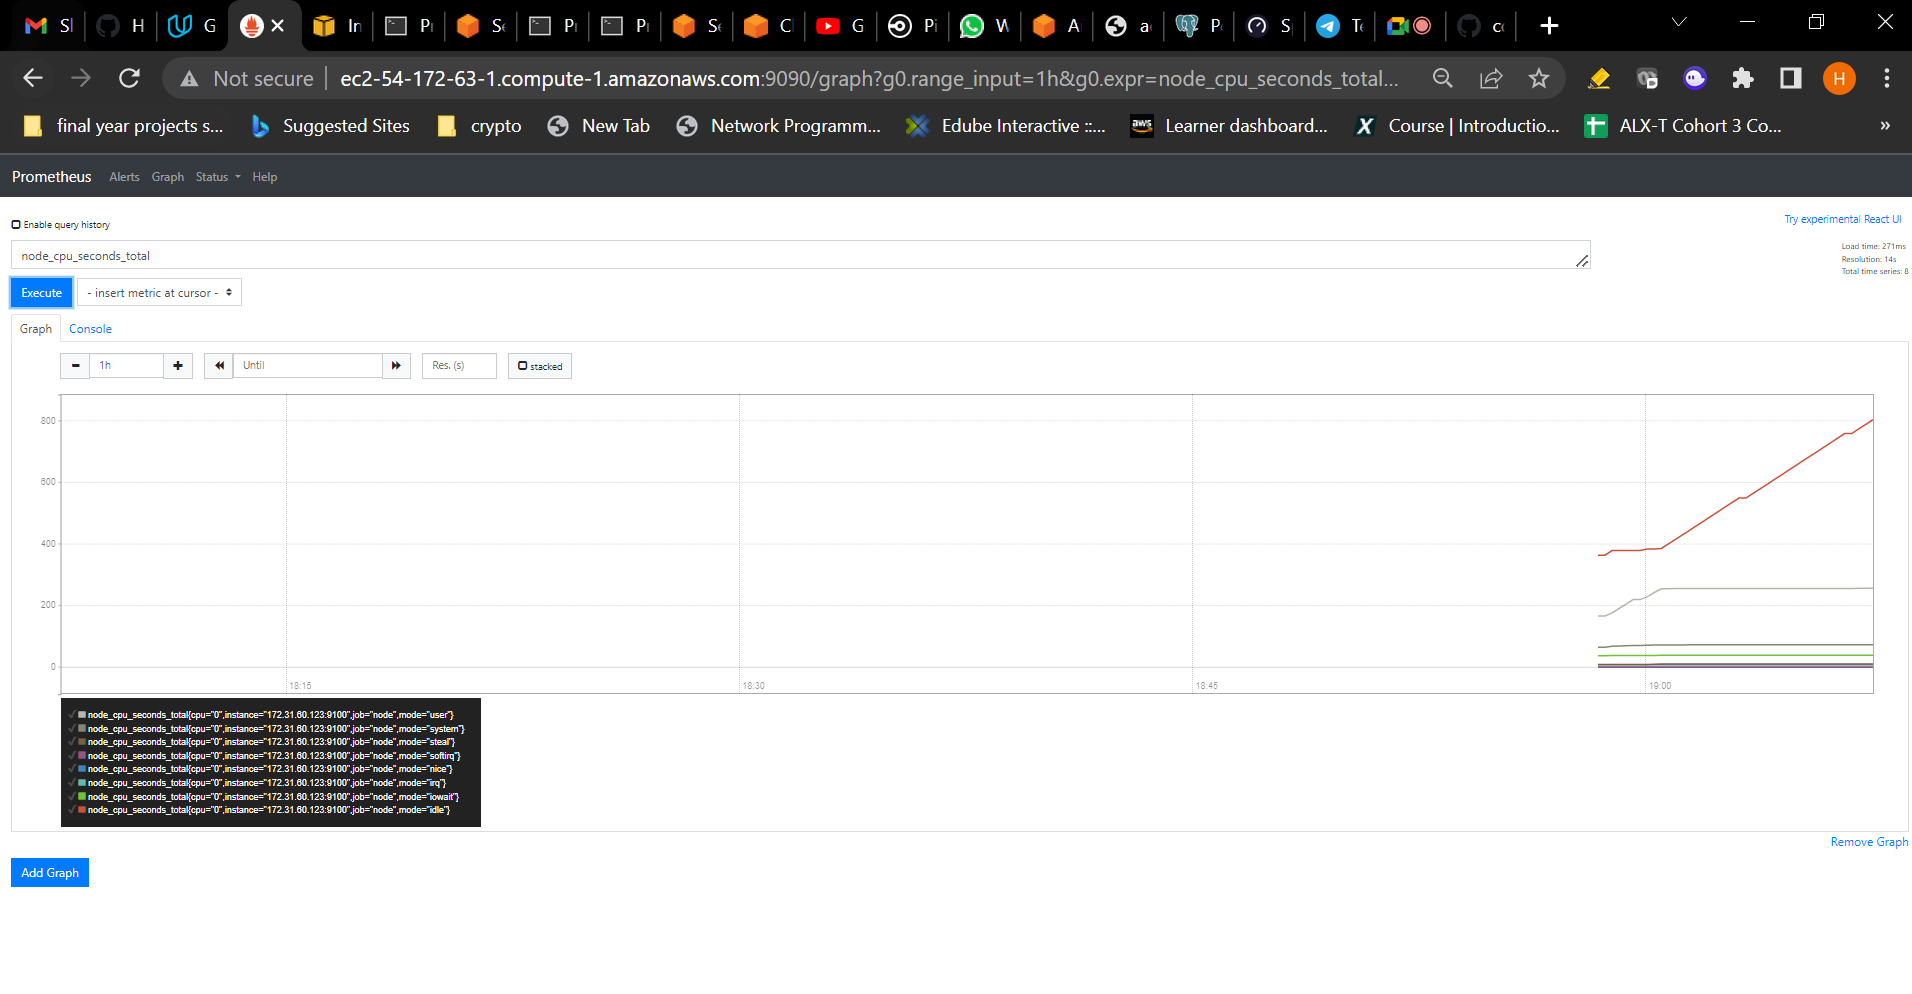 Sl H G In Pr Se Pr Pr Se Cl G Pi W A a P S Te co
Not secure ec2-54-172-63-1.compute-1.amazonaws.com:9090/graph?g0.range_input=1h&g0.expr=node_cpu_seconds_total... H
final year projects s... Suggested Sites crypto New Tab Network Programm... Edube Interactive ::... aws Learner dashboard... X Course | Introductio... ALX-T Cohort 3 Co... »
Prometheus Alerts Graph Status Help
Enable query history
Try experimental React UI
node_cpu_seconds_total
Load time: 271ms
Resolution: 14s
Total time series: 8
Execute - insert metric at cursor -
Graph Console
1h Until Res. (s) stacked
800
600
400
200
0
18:15 18:30 18:45 19:00
node_cpu_seconds_total{cpu="0",instance="172.31.60.123:9100",job="node",mode="user"}
node_cpu_seconds_total{cpu="0",instance="172.31.60.123:9100",job="node",mode="system"}
node_cpu_seconds_total{cpu="0",instance="172.31.60.123:9100",job="node",mode="steal"}
node_cpu_seconds_total{cpu="0",instance="172.31.60.123:9100",job="node",mode="softirq"}
node_cpu_seconds_total{cpu="0",instance="172.31.60.123:9100",job="node",mode="nice"}
node_cpu_seconds_total{cpu="0",instance="172.31.60.123:9100",job="node",mode="irq"}
node_cpu_seconds_total{cpu="0",instance="172.31.60.123:9100",job="node",mode="iowait"}
node_cpu_seconds_total{cpu="0",instance="172.31.60.123:9100",job="node",mode="idle"}
Remove Graph
Add Graph